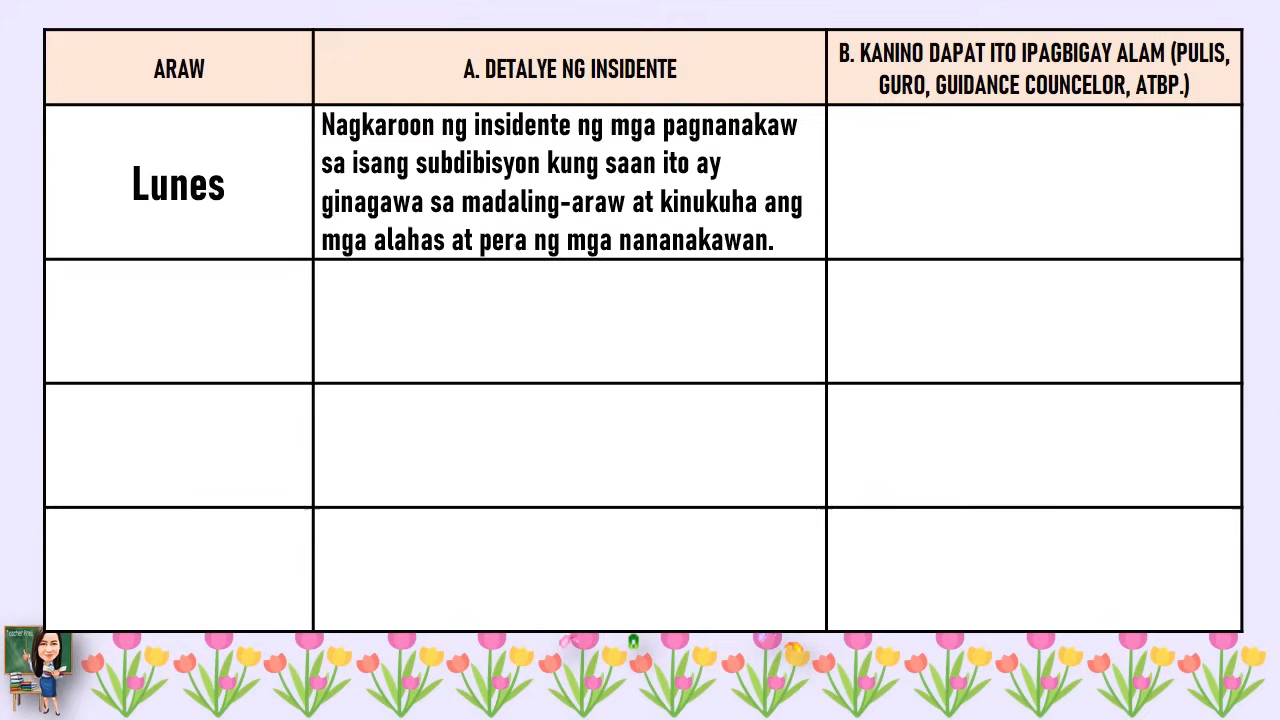 ARAW
A. DETALYE NG INSIDENTE
B. KANINO DAPAT ITO IPAGBIGAY ALAM (PULIS,
GURO, GUIDANCE COUNCELOR, ATBP.)
Lunes
Nagkaroon ng insidente ng mga pagnanakaw
sa isang subdibisyon kung saan ito ay
ginagawa sa madaling-araw at kinukuha ang
mga alahas at pera ng mga nananakawan.
Teacher